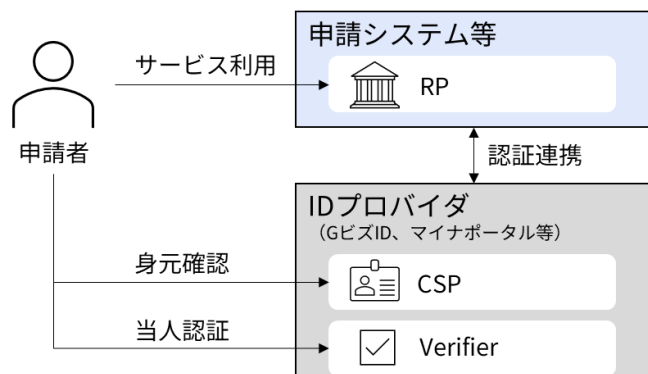 申請システム等
サービス利用
RP
申請者
認証連携
IDプロバイダ
（GビズID、マイナポータル等）
身元確認
CSP
当人認証
Verifier